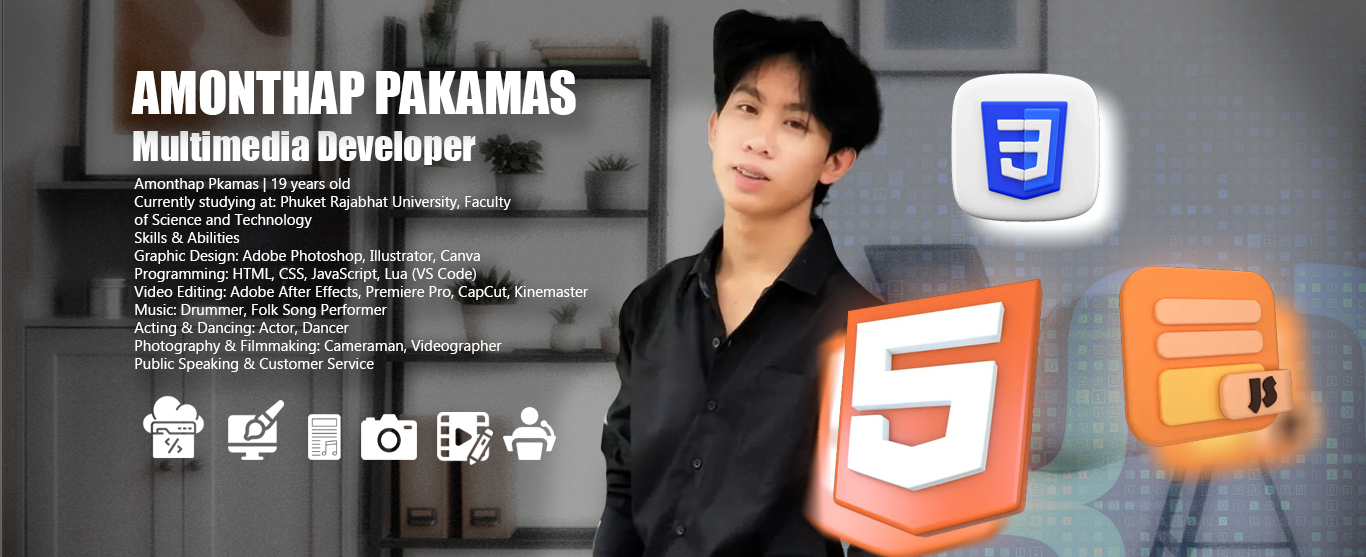 AMONTHAP PAKAMAS
Multimedia Developer
Amonthap Pkamas | 19 years old
Currently studying at: Phuket Rajabhat University, Faculty
of Science and Technology
Skills & Abilities
Graphic Design: Adobe Photoshop, Illustrator, Canva
Programming: HTML, CSS, JavaScript, Lua (VS Code)
Video Editing: Adobe After Effects, Premiere Pro, CapCut, Kinemaster
Music: Drummer, Folk Song Performer
Acting & Dancing: Actor, Dancer
Photography & Filmmaking: Cameraman, Videographer
Public Speaking & Customer Service
3
5
JS